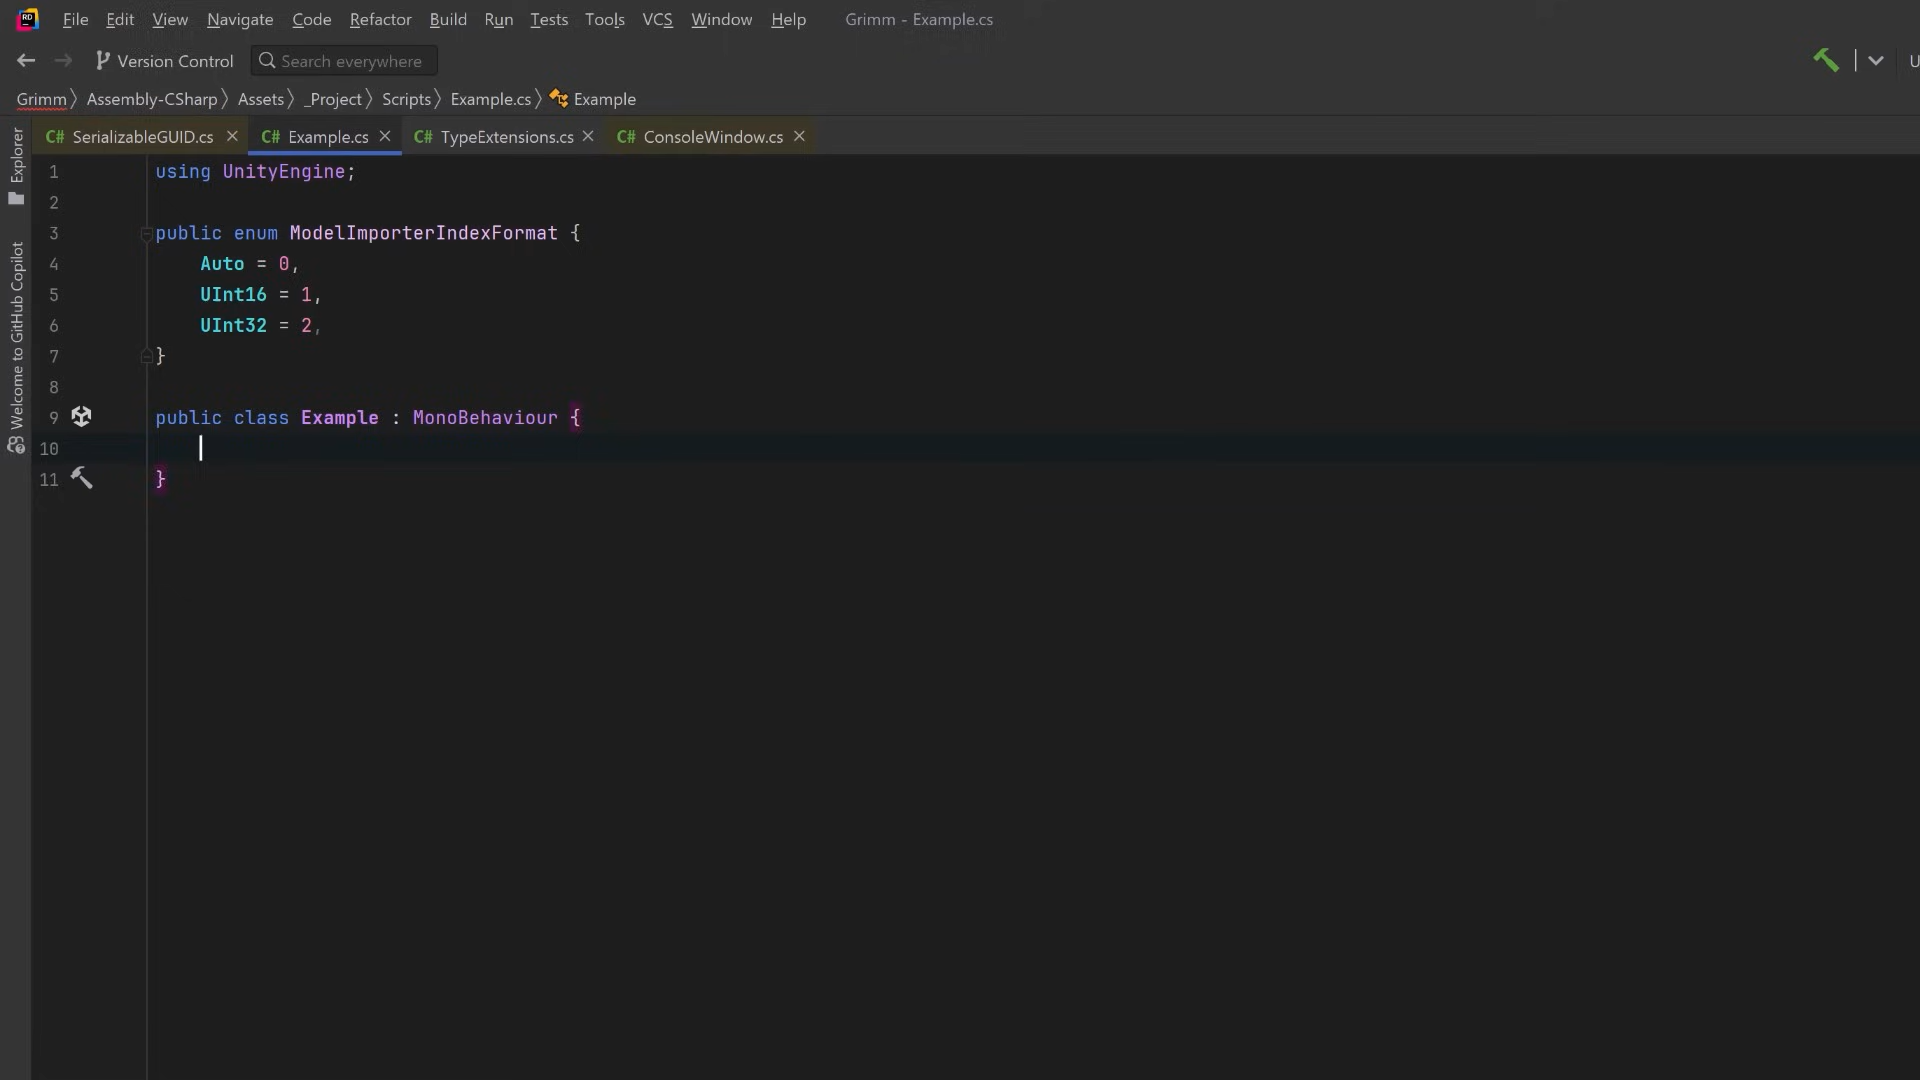 File Edit View Navigate Code Refactor Build Run Tests Tools VCS Window Help Grimm - Example.cs
Version Control Search everywhere U
Grimm Assembly-CSharp Assets _Project Scripts Example.cs Example
C# SerializableGUID.cs C# Example.cs C# TypeExtensions.cs C# ConsoleWindow.cs
Explorer
Welcome to GitHub Copilot
1 using UnityEngine;
2
3 public enum ModelImporterIndexFormat {
4 Auto = 0,
5 UInt16 = 1,
6 UInt32 = 2,
7 }
8
9 public class Example : MonoBehaviour {
10
11 }